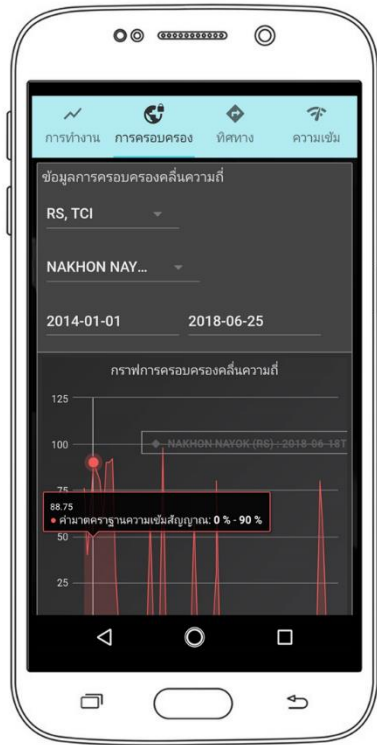 การทำงาน การครอบครอง ทิศทาง ความเข้ม
ข้อมูลการครอบครองคลื่นความถี่
RS, TCI
NAKHON NAY...
2014-01-01 2018-06-25
กราฟการครอบครองคลื่นความถี่
125
100
NAKHON NAYOK (RS) : 2018-06-18T
75
88.75
ค่ามาตราฐานความเข้มสัญญาณ: 0 % - 90 %
50
25